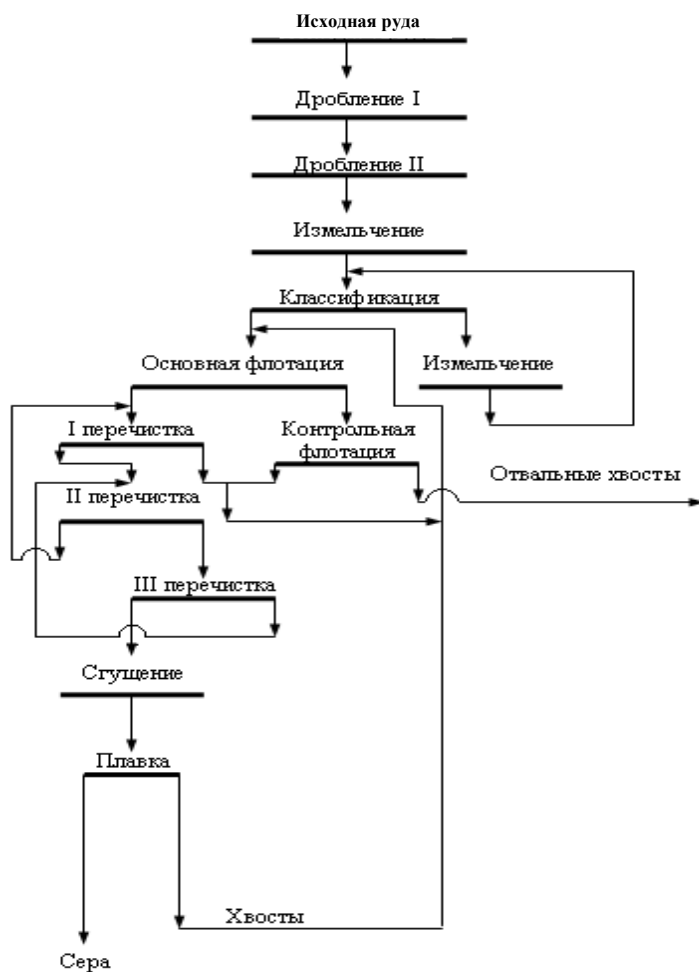 Исходная руда
Дробление I
Дробление II
Измельчение
Классификация
Основная флотация
Измельчение
I перечистка
Контрольная
флотация
Отвальные хвосты
II перечистка
III перечистка
Сгущение
Плавка
Хвосты
Сера